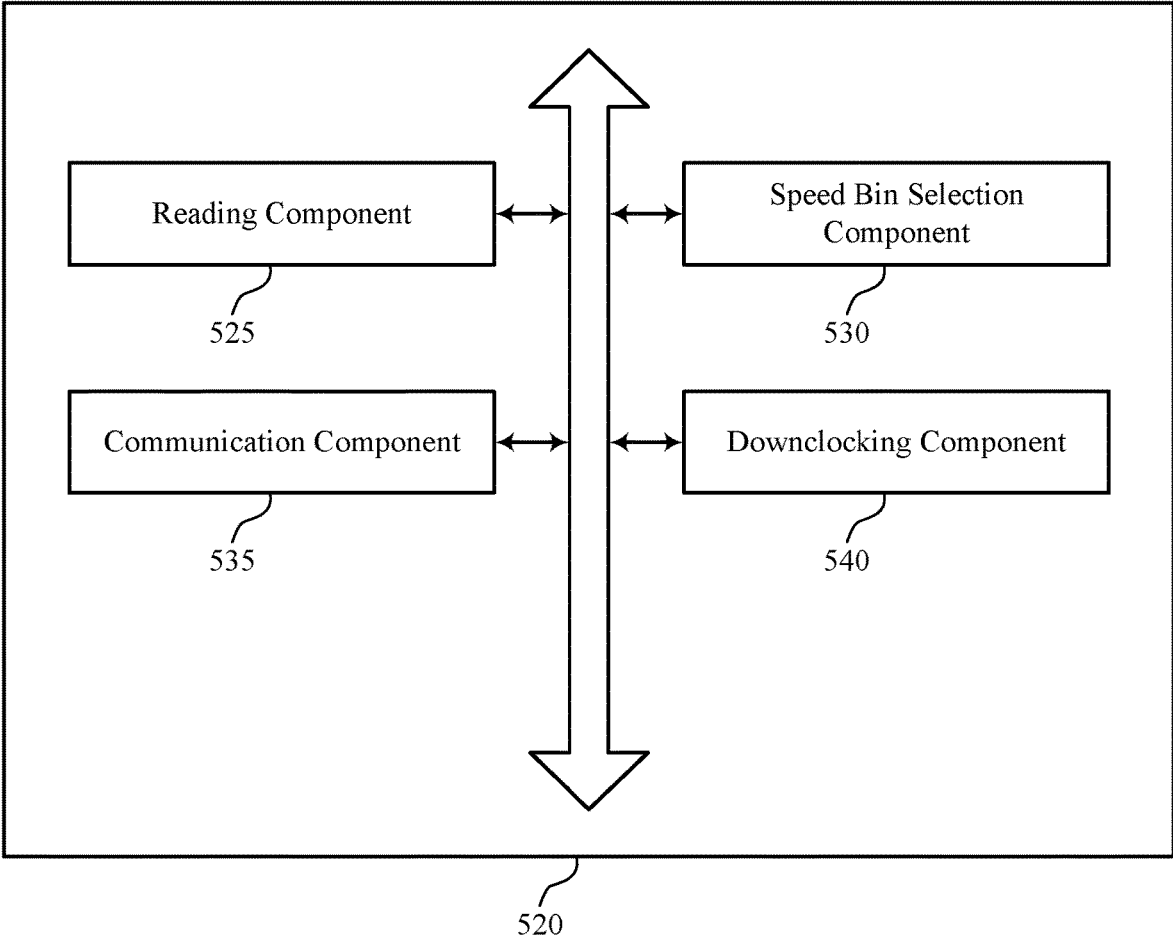 Reading Component
Speed Bin Selection
Component
525
530
Communication Component
Downclocking Component
535
540
520